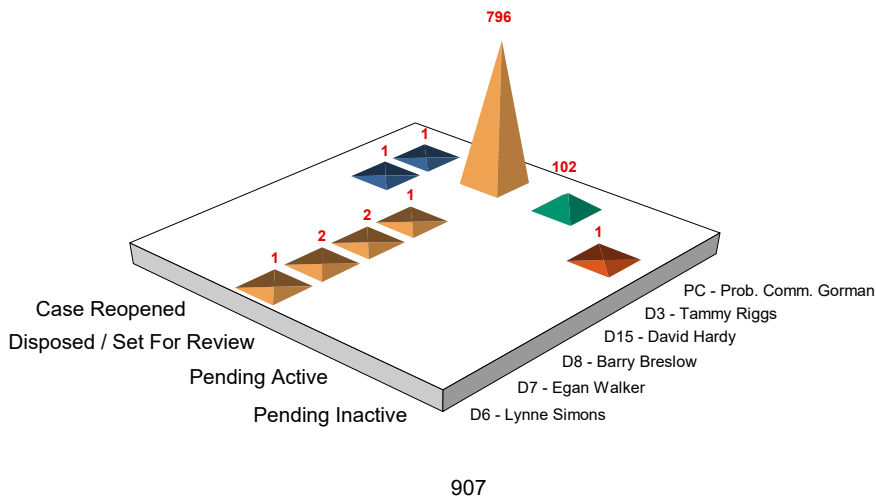 796
1
1
102
1
2
2
1
1
Case Reopened
Disposed / Set For Review
Pending Active
Pending Inactive
PC - Prob. Comm. Gorman
D3 - Tammy Riggs
D15 - David Hardy
D8 - Barry Breslow
D7 - Egan Walker
D6 - Lynne Simons
907